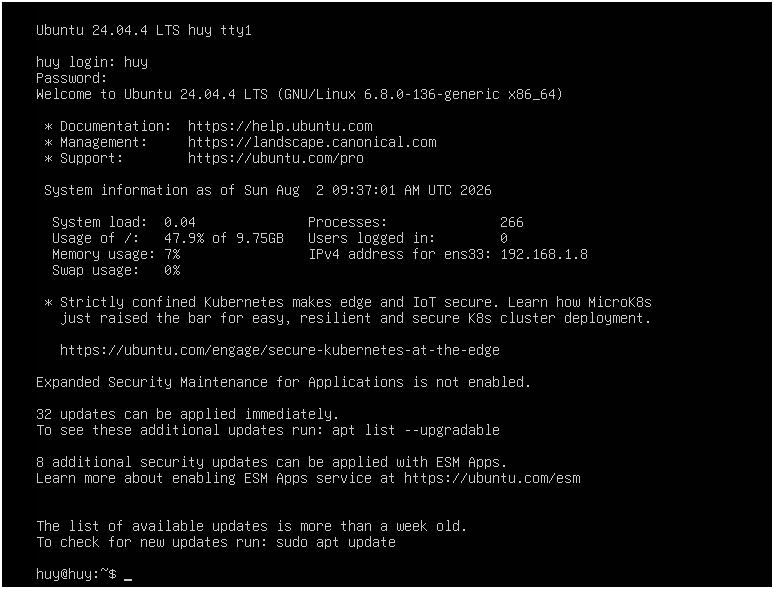 Ubuntu 24.04.4 LTS huy tty1
huy login: huy
Password:
Welcome to Ubuntu 24.04.4 LTS (GNU/Linux 6.8.0-136-generic x86_64)
* Documentation:  https://help.ubuntu.com
* Management:     https://landscape.canonical.com
* Support:        https://ubuntu.com/pro
System information as of Sun Aug  2 09:37:01 AM UTC 2026
System load:  0.04              Processes:              266
Usage of /:   47.9% of 9.75GB   Users logged in:        0
Memory usage: 7%                IPv4 address for ens33: 192.168.1.8
Swap usage:   0%
* Strictly confined Kubernetes makes edge and IoT secure. Learn how MicroK8s
just raised the bar for easy, resilient and secure K8s cluster deployment.
https://ubuntu.com/engage/secure-kubernetes-at-the-edge
Expanded Security Maintenance for Applications is not enabled.
32 updates can be applied immediately.
To see these additional updates run: apt list --upgradable
8 additional security updates can be applied with ESM Apps.
Learn more about enabling ESM Apps service at https://ubuntu.com/esm
The list of available updates is more than a week old.
To check for new updates run: sudo apt update
huy@huy:~$ _